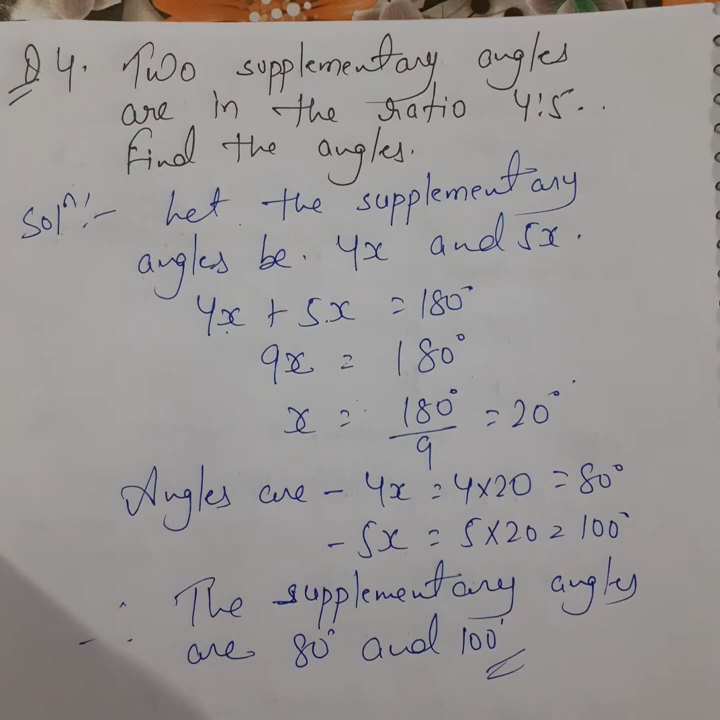 Q 4. Two supplementary angles
are in the ratio 4:5..
Find the angles.
Solⁿ:- Let the supplementary
angles be. 4x and 5x.
4x + 5x = 180°
9x = 180°
x = 180°/9 = 20°
Angles are - 4x = 4×20 = 80°
- 5x = 5×20 = 100°
∴ The supplementary angles
are 80° and 100°